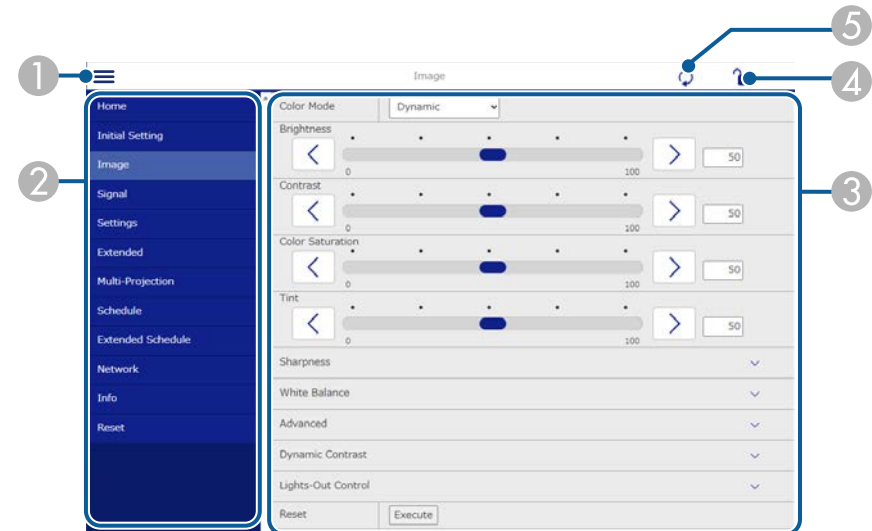 5
1
Image
4
2
Home
Initial Setting
Image
Signal
Settings
Extended
Multi-Projection
Schedule
Extended Schedule
Network
Info
Reset
3
Color Mode
Dynamic
Brightness
0
100
50
Contrast
0
100
50
Color Saturation
0
100
50
Tint
0
100
50
Sharpness
White Balance
Advanced
Dynamic Contrast
Lights-Out Control
Reset
Execute